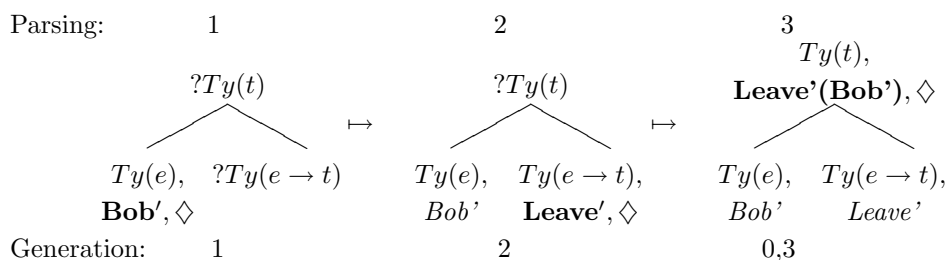 Parsing: 1 2 3
Ty(t),
?Ty(t) ?Ty(t) Leave’(Bob’), ♢
↦ ↦
Ty(e), ?Ty(e → t) Ty(e), Ty(e → t), Ty(e), Ty(e → t),
Bob′, ♢ Bob’ Leave′, ♢ Bob’ Leave’
Generation: 1 2 0,3